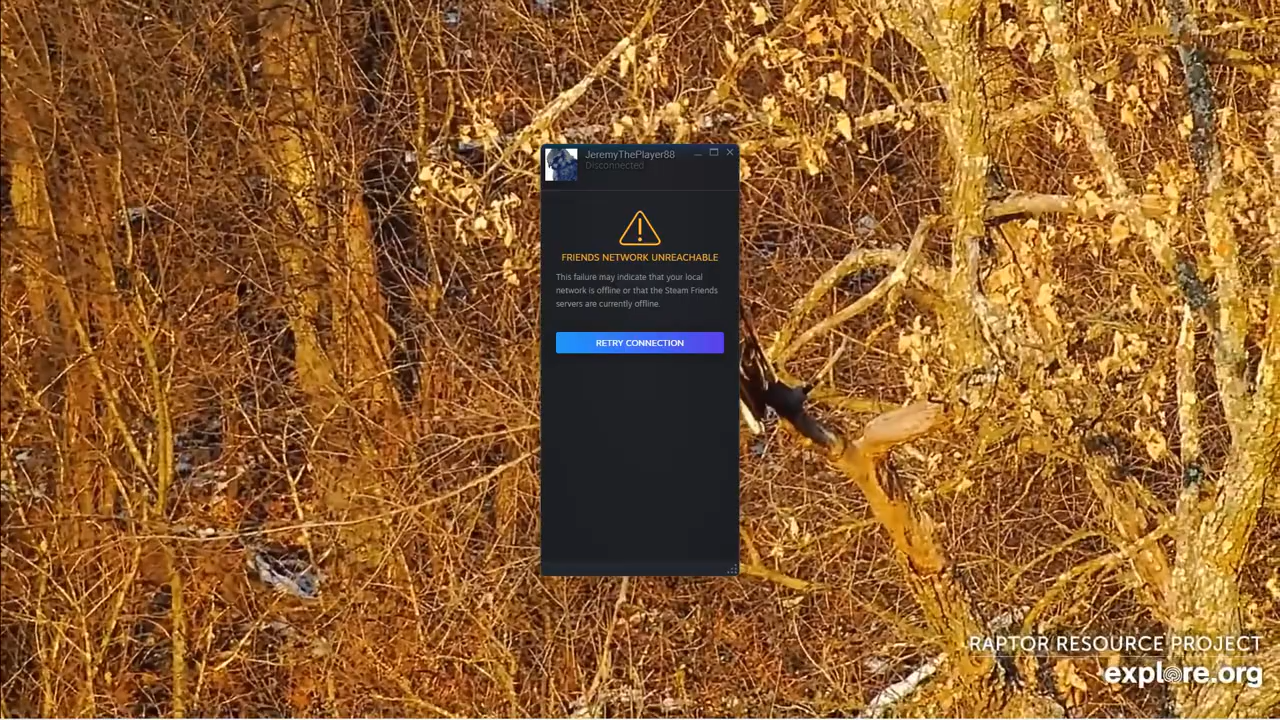 JeremyThePlayer88
Disconnected
FRIENDS NETWORK UNREACHABLE
This failure may indicate that your local
network is offline or that the Steam Friends
servers are currently offline.
RETRY CONNECTION
RAPTOR RESOURCE PROJECT
explore.org